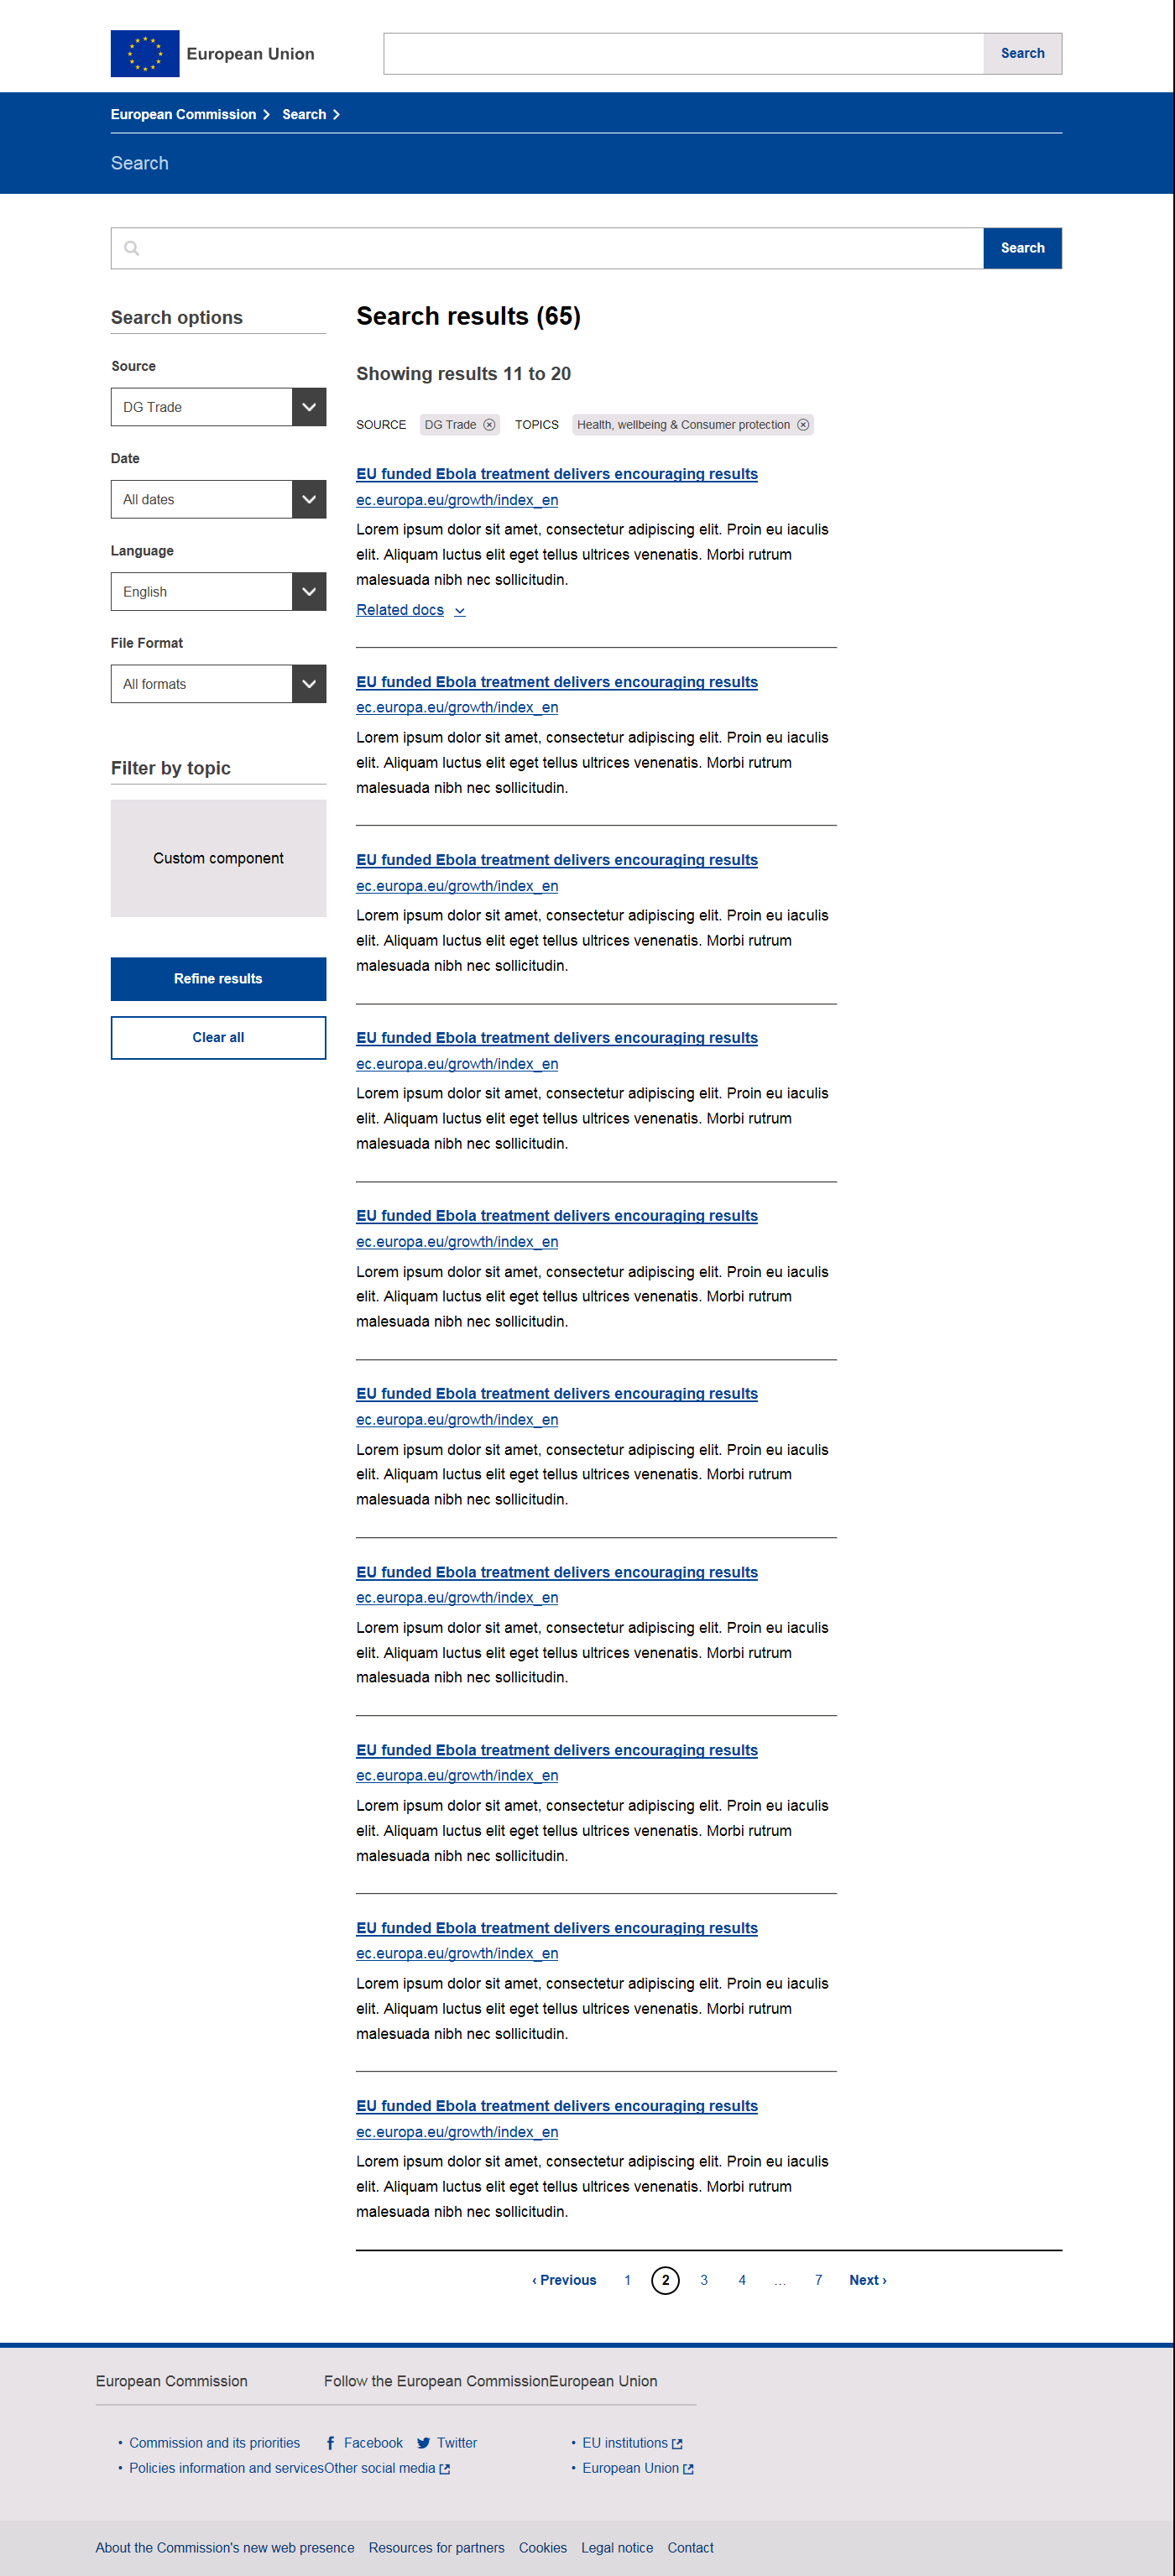 European Union
Search
European Commission
Search
Search
Search
Search options
Source
DG Trade
Date
All dates
Language
English
File Format
All formats
Filter by topic
Custom component
Refine results
Clear all
Search results (65)
Showing results 11 to 20
SOURCE DG Trade TOPICS Health, wellbeing & Consumer protection
EU funded Ebola treatment delivers encouraging results
ec.europa.eu/growth/index_en
Lorem ipsum dolor sit amet, consectetur adipiscing elit. Proin eu iaculis
elit. Aliquam luctus elit eget tellus ultrices venenatis. Morbi rutrum
malesuada nibh nec sollicitudin.
Related docs
EU funded Ebola treatment delivers encouraging results
ec.europa.eu/growth/index_en
Lorem ipsum dolor sit amet, consectetur adipiscing elit. Proin eu iaculis
elit. Aliquam luctus elit eget tellus ultrices venenatis. Morbi rutrum
malesuada nibh nec sollicitudin.
EU funded Ebola treatment delivers encouraging results
ec.europa.eu/growth/index_en
Lorem ipsum dolor sit amet, consectetur adipiscing elit. Proin eu iaculis
elit. Aliquam luctus elit eget tellus ultrices venenatis. Morbi rutrum
malesuada nibh nec sollicitudin.
EU funded Ebola treatment delivers encouraging results
ec.europa.eu/growth/index_en
Lorem ipsum dolor sit amet, consectetur adipiscing elit. Proin eu iaculis
elit. Aliquam luctus elit eget tellus ultrices venenatis. Morbi rutrum
malesuada nibh nec sollicitudin.
EU funded Ebola treatment delivers encouraging results
ec.europa.eu/growth/index_en
Lorem ipsum dolor sit amet, consectetur adipiscing elit. Proin eu iaculis
elit. Aliquam luctus elit eget tellus ultrices venenatis. Morbi rutrum
malesuada nibh nec sollicitudin.
EU funded Ebola treatment delivers encouraging results
ec.europa.eu/growth/index_en
Lorem ipsum dolor sit amet, consectetur adipiscing elit. Proin eu iaculis
elit. Aliquam luctus elit eget tellus ultrices venenatis. Morbi rutrum
malesuada nibh nec sollicitudin.
EU funded Ebola treatment delivers encouraging results
ec.europa.eu/growth/index_en
Lorem ipsum dolor sit amet, consectetur adipiscing elit. Proin eu iaculis
elit. Aliquam luctus elit eget tellus ultrices venenatis. Morbi rutrum
malesuada nibh nec sollicitudin.
EU funded Ebola treatment delivers encouraging results
ec.europa.eu/growth/index_en
Lorem ipsum dolor sit amet, consectetur adipiscing elit. Proin eu iaculis
elit. Aliquam luctus elit eget tellus ultrices venenatis. Morbi rutrum
malesuada nibh nec sollicitudin.
EU funded Ebola treatment delivers encouraging results
ec.europa.eu/growth/index_en
Lorem ipsum dolor sit amet, consectetur adipiscing elit. Proin eu iaculis
elit. Aliquam luctus elit eget tellus ultrices venenatis. Morbi rutrum
malesuada nibh nec sollicitudin.
EU funded Ebola treatment delivers encouraging results
ec.europa.eu/growth/index_en
Lorem ipsum dolor sit amet, consectetur adipiscing elit. Proin eu iaculis
elit. Aliquam luctus elit eget tellus ultrices venenatis. Morbi rutrum
malesuada nibh nec sollicitudin.
‹ Previous 1 2 3 4 ... 7 Next ›
European Commission
• Commission and its priorities
• Policies information and services
Follow the European Commission
Facebook Twitter
Other social media
European Union
• EU institutions
• European Union
About the Commission's new web presence Resources for partners Cookies Legal notice Contact